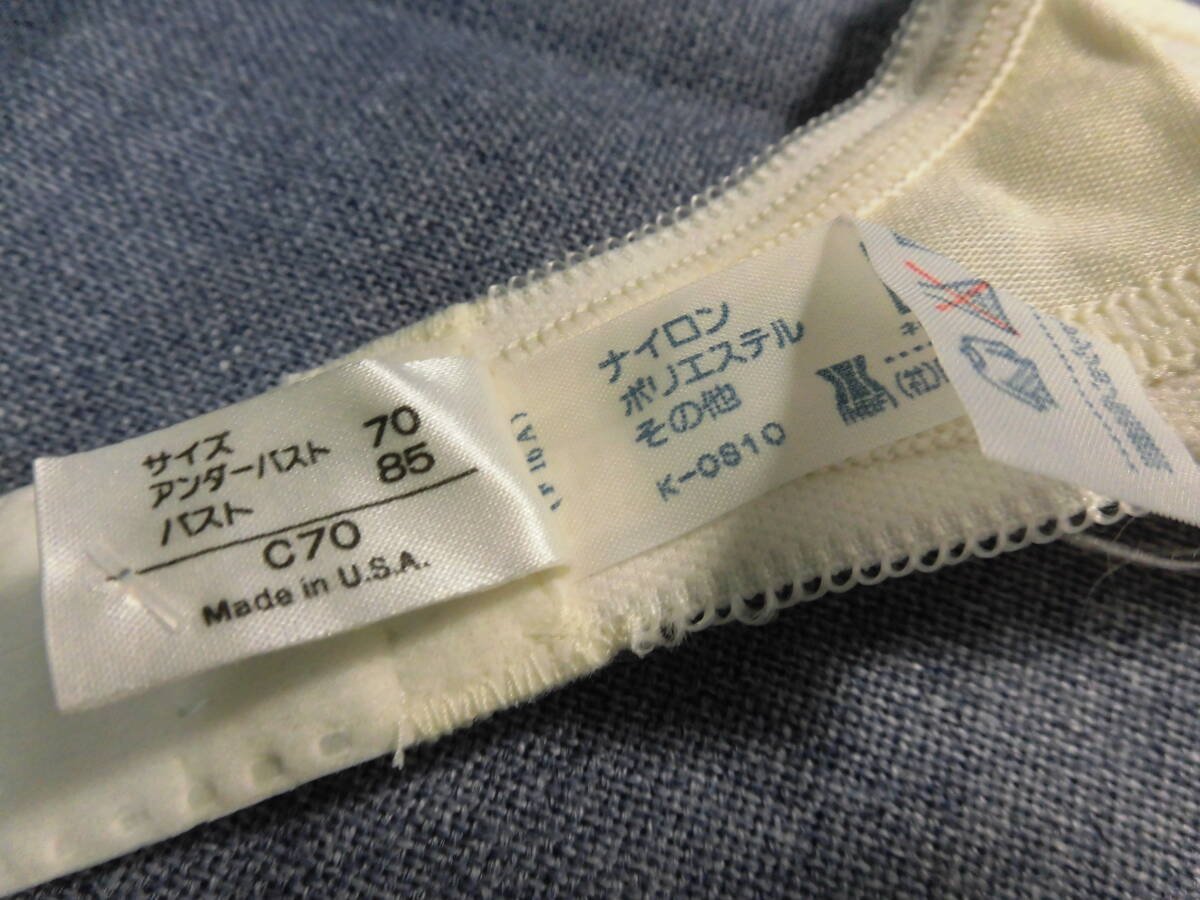 サイズ
アンダーバスト 70
バスト 85
C70
Made in U.S.A.
ナイロン
ポリエステル
その他
K-0810
(社)